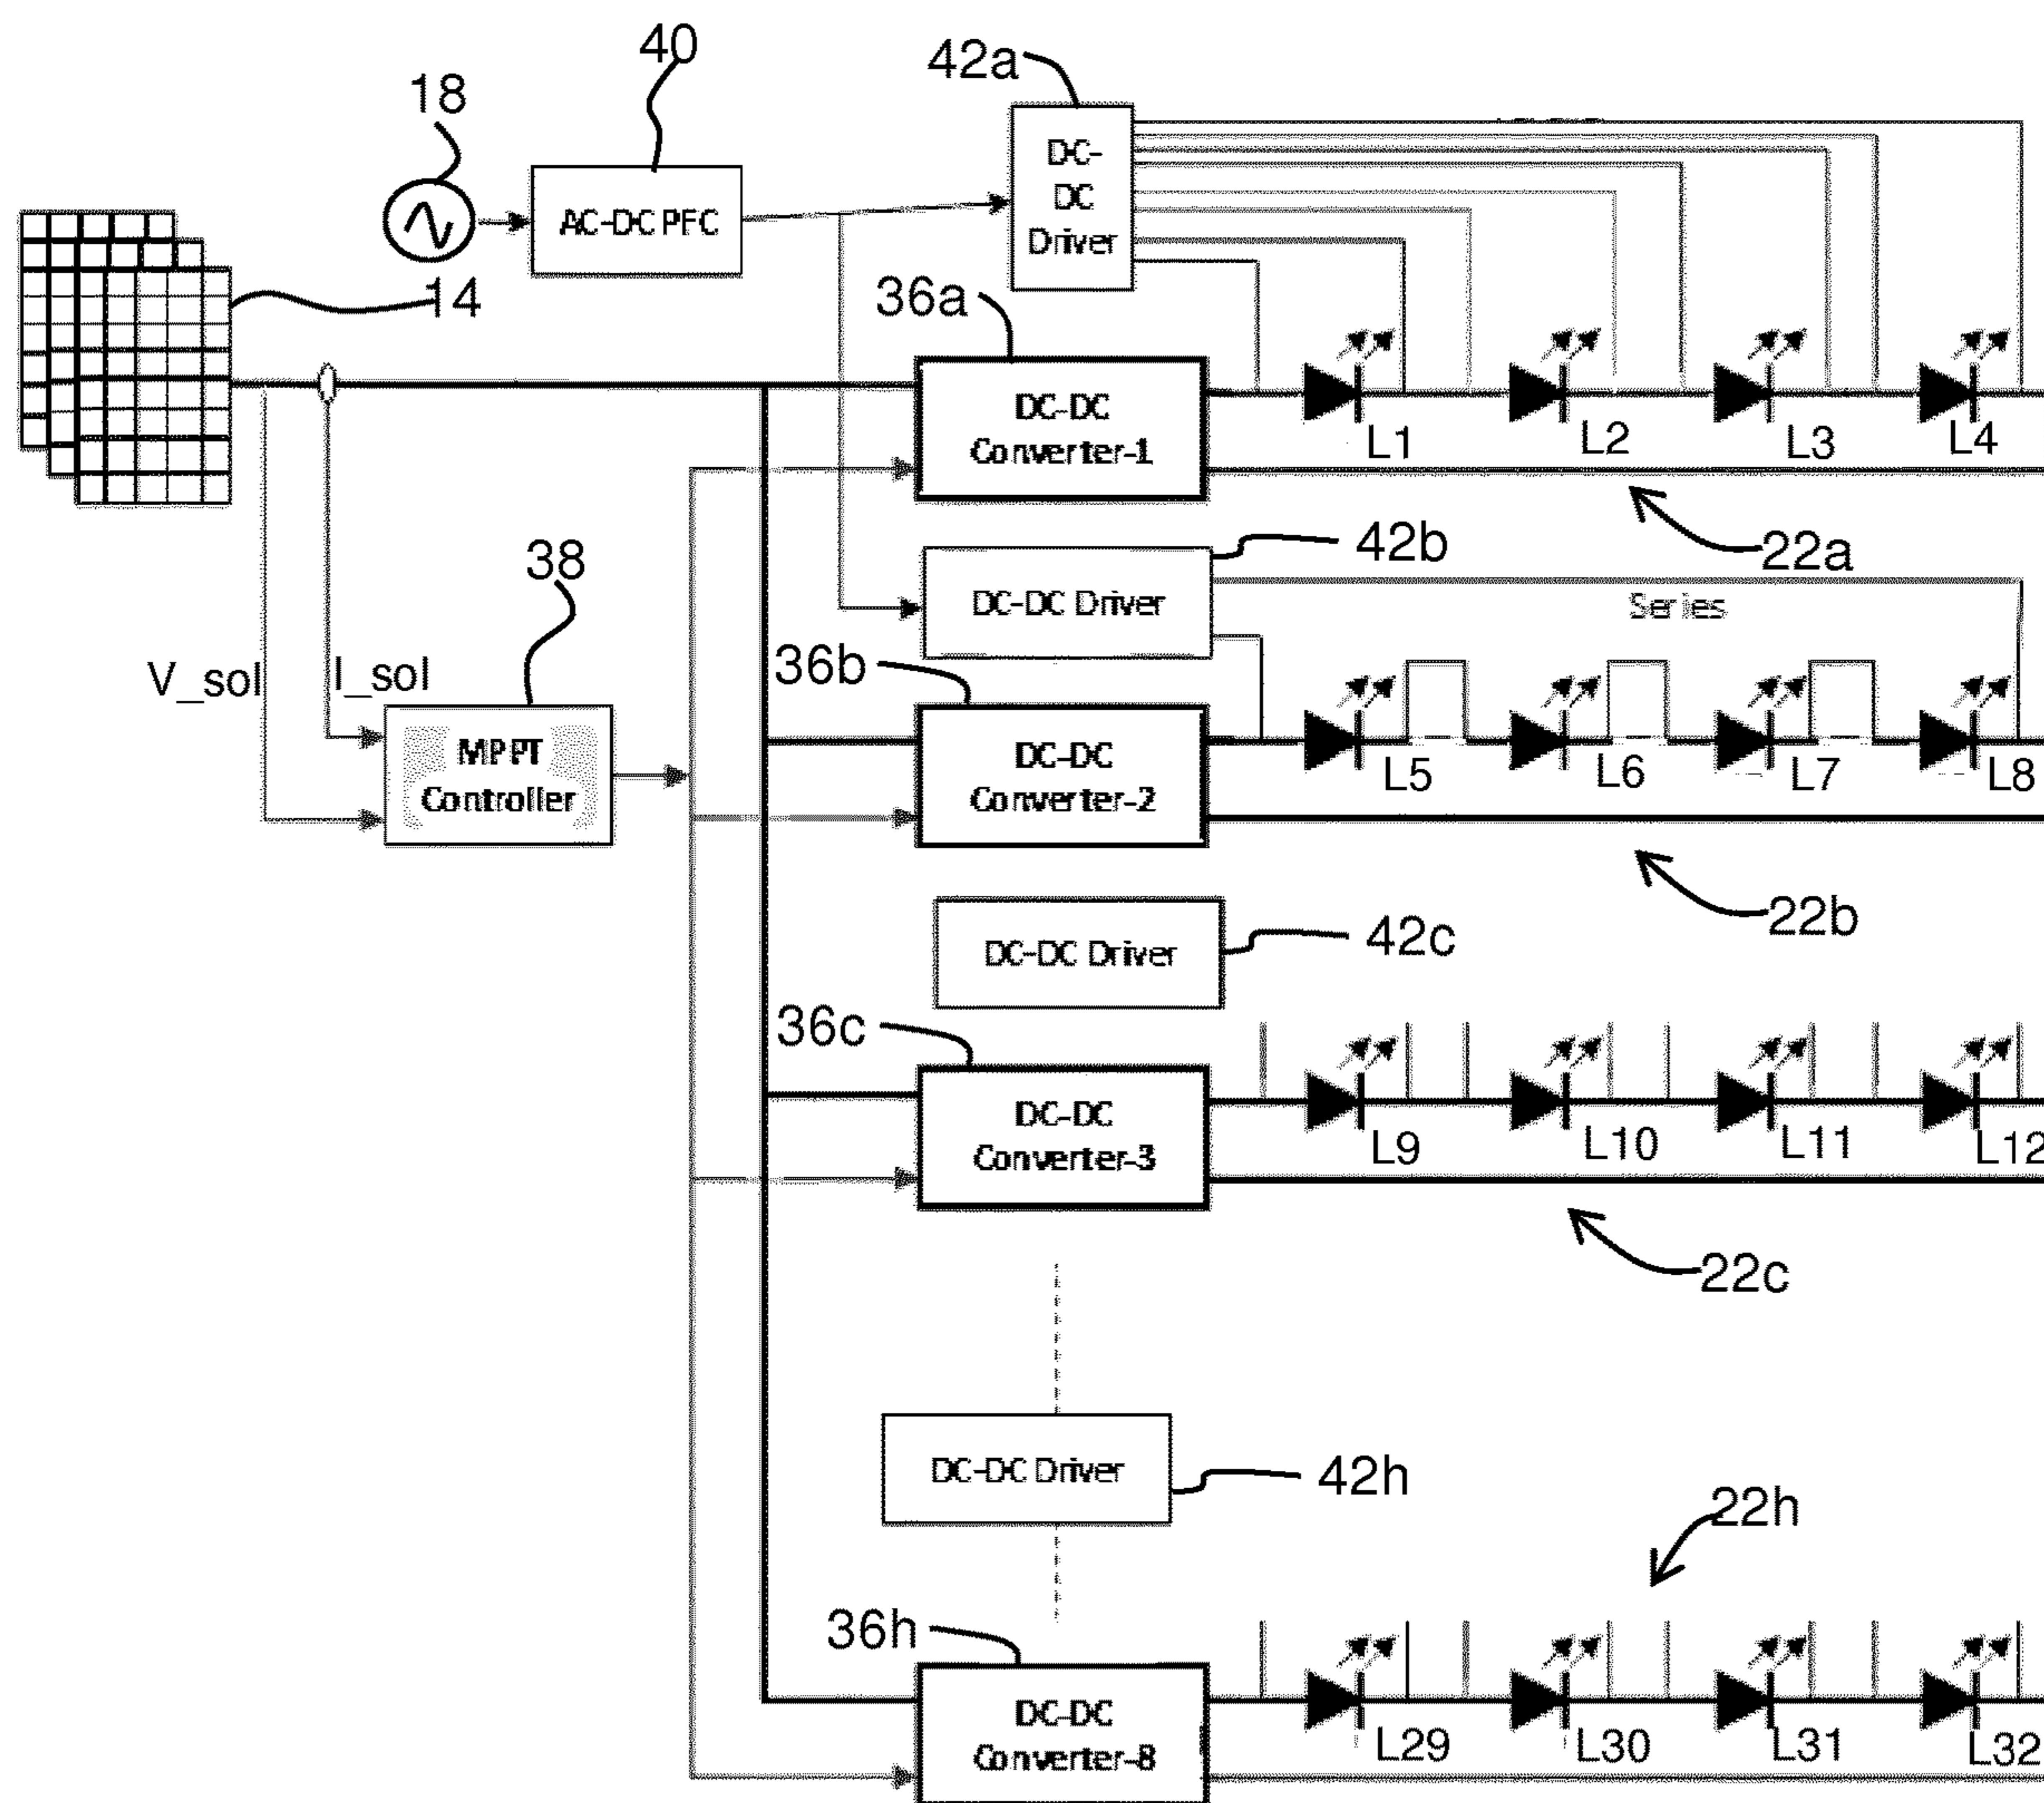 40
42a
18
DC-
DC
Driver
AC-DC PFC
14
36a
DC-DC
Converter-1
L1
L2
L3
L4
22a
42b
38
DC-DC Driver
Series
36b
V_sol
I_sol
MPPT
Controller
DC-DC
Converter-2
L5
L6
L7
L8
22b
DC-DC Driver
42c
36c
DC-DC
Converter-3
L9
L10
L11
L12
22c
DC-DC Driver
42h
22h
36h
DC-DC
Converter-8
L29
L30
L31
L32